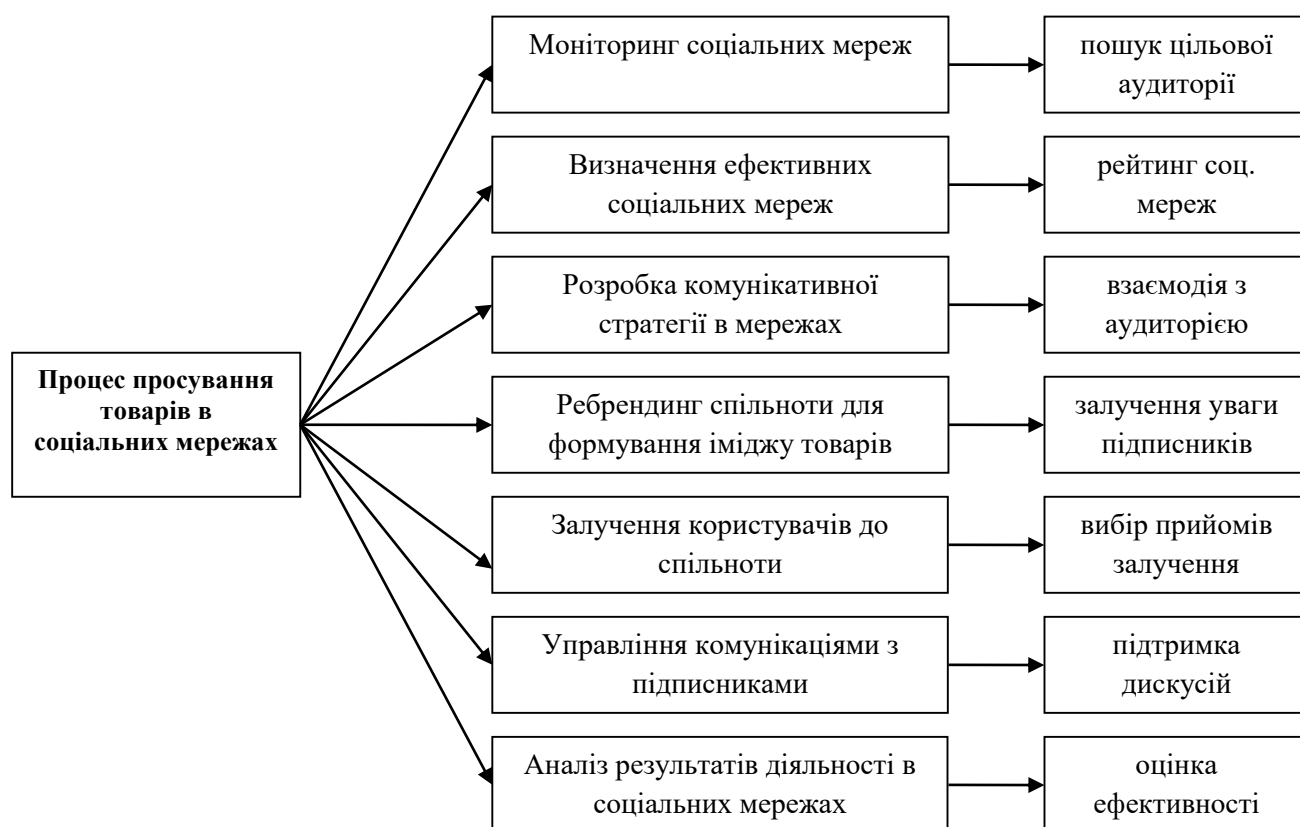 Процес просування
товарів в
соціальних мережах
Моніторинг соціальних мереж
пошук цільової
аудиторії
Визначення ефективних
соціальних мереж
рейтинг соц.
мереж
Розробка комунікативної
стратегії в мережах
взаємодія з
аудиторією
Ребрендинг спільноти для
формування іміджу товарів
залучення уваги
підписників
Залучення користувачів до
спільноти
вибір прийомів
залучення
Управління комунікаціями з
підписниками
підтримка
дискусій
Аналіз результатів діяльності в
соціальних мережах
оцінка
ефективності